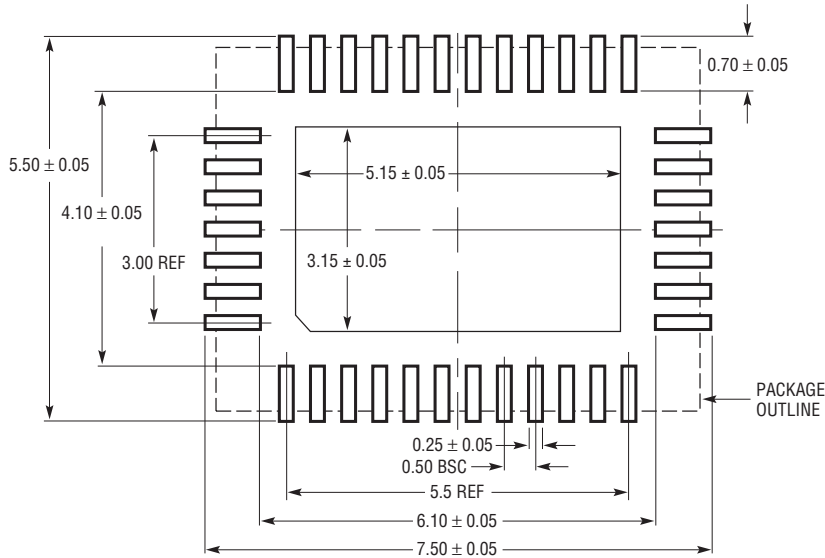 0.70 ± 0.05
5.50 ± 0.05
5.15 ± 0.05
4.10 ± 0.05
3.00 REF
3.15 ± 0.05
PACKAGE
OUTLINE
0.25 ± 0.05
0.50 BSC
5.5 REF
6.10 ± 0.05
7.50 ± 0.05